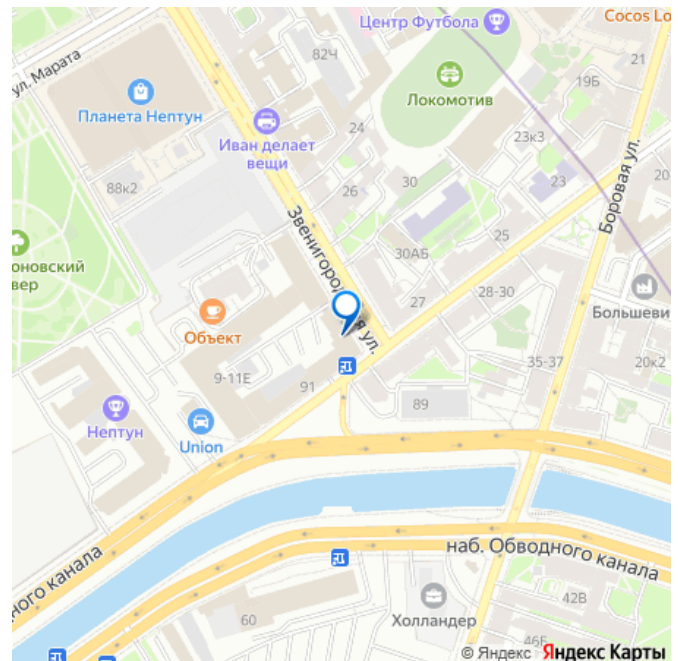 Центр Футбола
Cocos Lo
ул. Марата
82Ч
21
19Б
Локомотив
Планета Нептун
24
23к3
Иван делает
вещи
Боровая ул.
88к2
26
30
23
20
Звенигородская ул.
30АБ
25
оновский
вер
27
28-30
Объект
Большеви
9-11Е
35-37
20к2
91
89
Нептун
Union
наб. Обводного канала
дного канала
60
Холландер
42В
46Б
© Яндекс Яндекс Карты